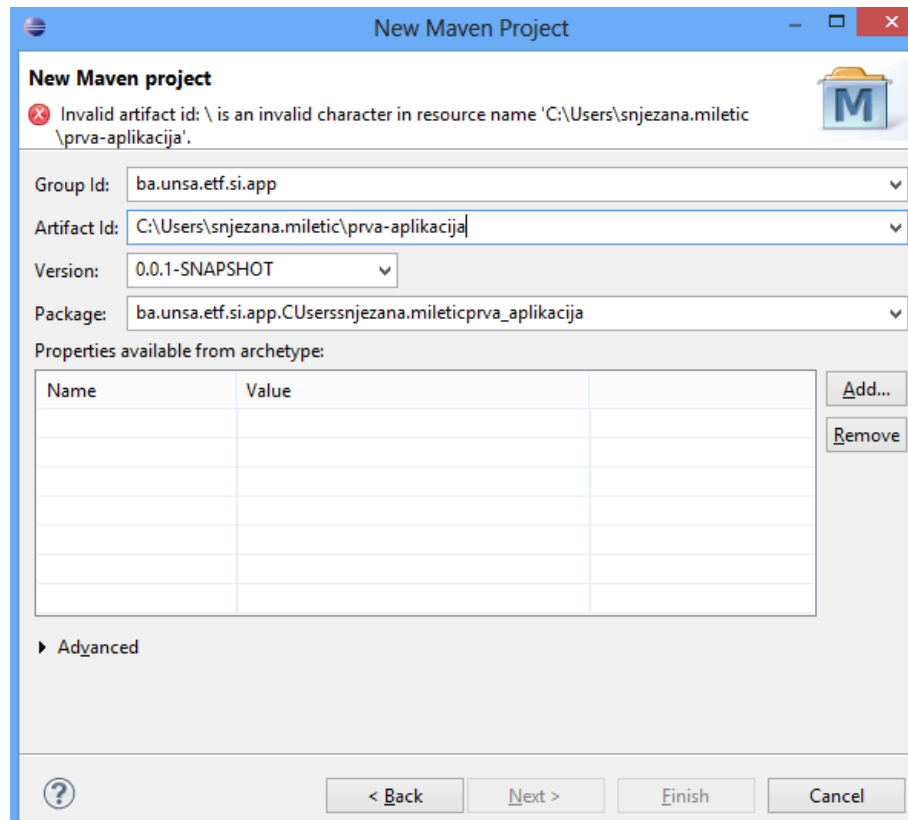 New Maven Project
New Maven project
Invalid artifact id: \ is an invalid character in resource name 'C:\Users\snjezana.miletic
\prva-aplikacija'.
M
Group Id: ba.unsa.etf.si.app
Artifact Id: C:\Users\snjezana.miletic\prva-aplikacija
Version: 0.0.1-SNAPSHOT
Package: ba.unsa.etf.si.app.CUserssnjezana.mileticprva_aplikacija
Properties available from archetype:
Name Value
Add...
Remove
Advanced
? < Back Next > Finish Cancel